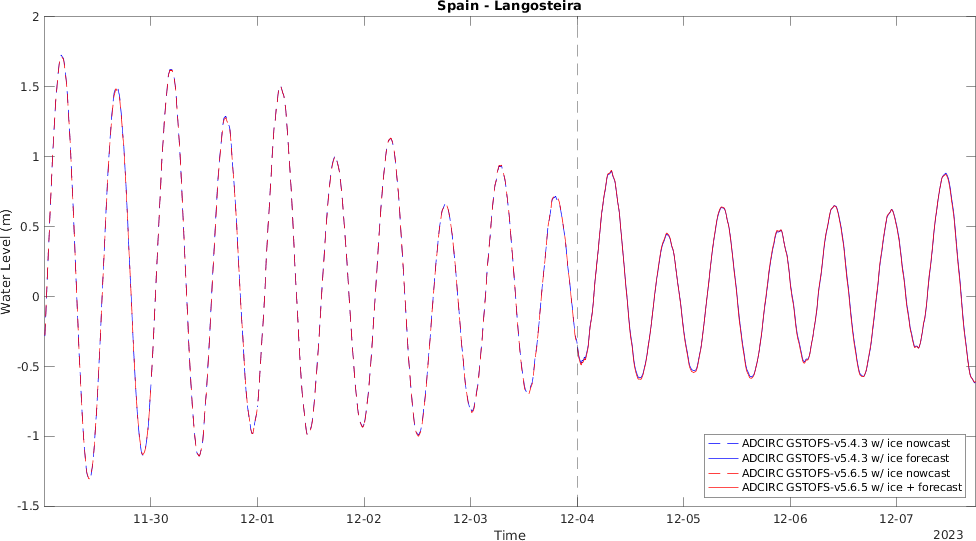 Spain - Langosteira
2
1.5
1
0.5
0
-0.5
-1
-1.5
Water Level (m)
11-30 12-01 12-02 12-03 12-04 12-05 12-06 12-07
Time
2023
ADCIRC GSTOFS-v5.4.3 w/ ice nowcast
ADCIRC GSTOFS-v5.4.3 w/ ice forecast
ADCIRC GSTOFS-v5.6.5 w/ ice nowcast
ADCIRC GSTOFS-v5.6.5 w/ ice + forecast